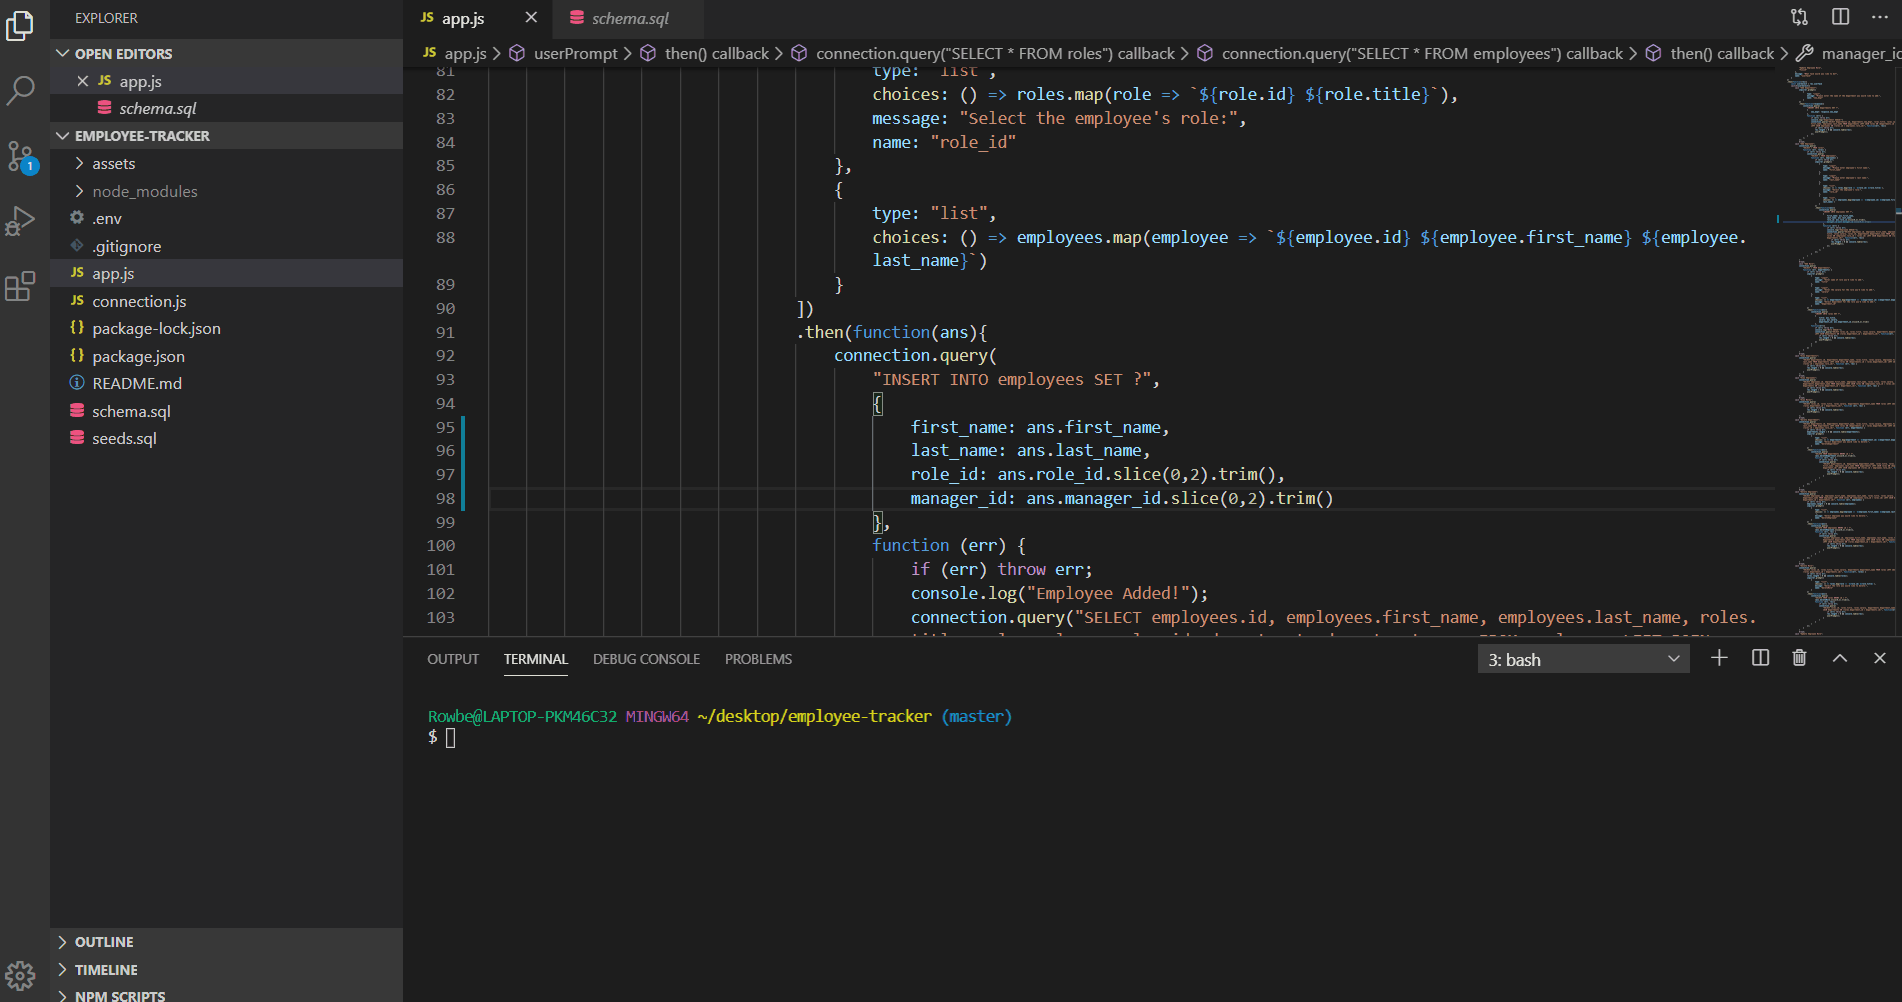 EXPLORER
OPEN EDITORS
JS app.js
schema.sql
EMPLOYEE-TRACKER
assets
node_modules
.env
.gitignore
JS app.js
JS connection.js
{} package-lock.json
{} package.json
README.md
schema.sql
seeds.sql
OUTLINE
TIMELINE
NPM SCRIPTS
1
JS app.js
schema.sql
JS app.js > userPrompt > then() callback > connection.query("SELECT * FROM roles") callback > connection.query("SELECT * FROM employees") callback > then() callback > manager_id
81 type: "list",
82 choices: () => roles.map(role => `${role.id} ${role.title}`),
83 message: "Select the employee's role:",
84 name: "role_id"
85 },
86 {
87 type: "list",
88 choices: () => employees.map(employee => `${employee.id} ${employee.first_name} ${employee.
last_name}`)
89 }
90 ])
91 .then(function(ans){
92 connection.query(
93 "INSERT INTO employees SET ?",
94 {
95 first_name: ans.first_name,
96 last_name: ans.last_name,
97 role_id: ans.role_id.slice(0,2).trim(),
98 manager_id: ans.manager_id.slice(0,2).trim()
99 },
100 function (err) {
101 if (err) throw err;
102 console.log("Employee Added!");
103 connection.query("SELECT employees.id, employees.first_name, employees.last_name, roles.
OUTPUT TERMINAL DEBUG CONSOLE PROBLEMS
3: bash
Rowbe@LAPTOP-PKM46C32 MINGW64 ~/desktop/employee-tracker (master)
$